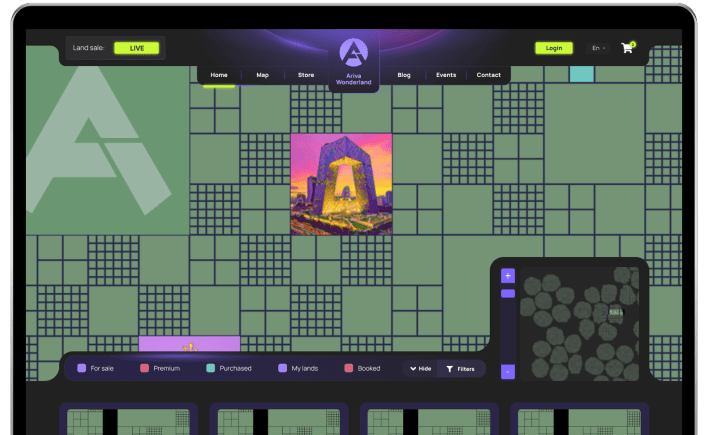 Land sale: LIVE
Login En 2
Home Map Store Ariva Wonderland Blog Events Contact
+
-
For sale Premium Purchased My lands Booked Hide Filters